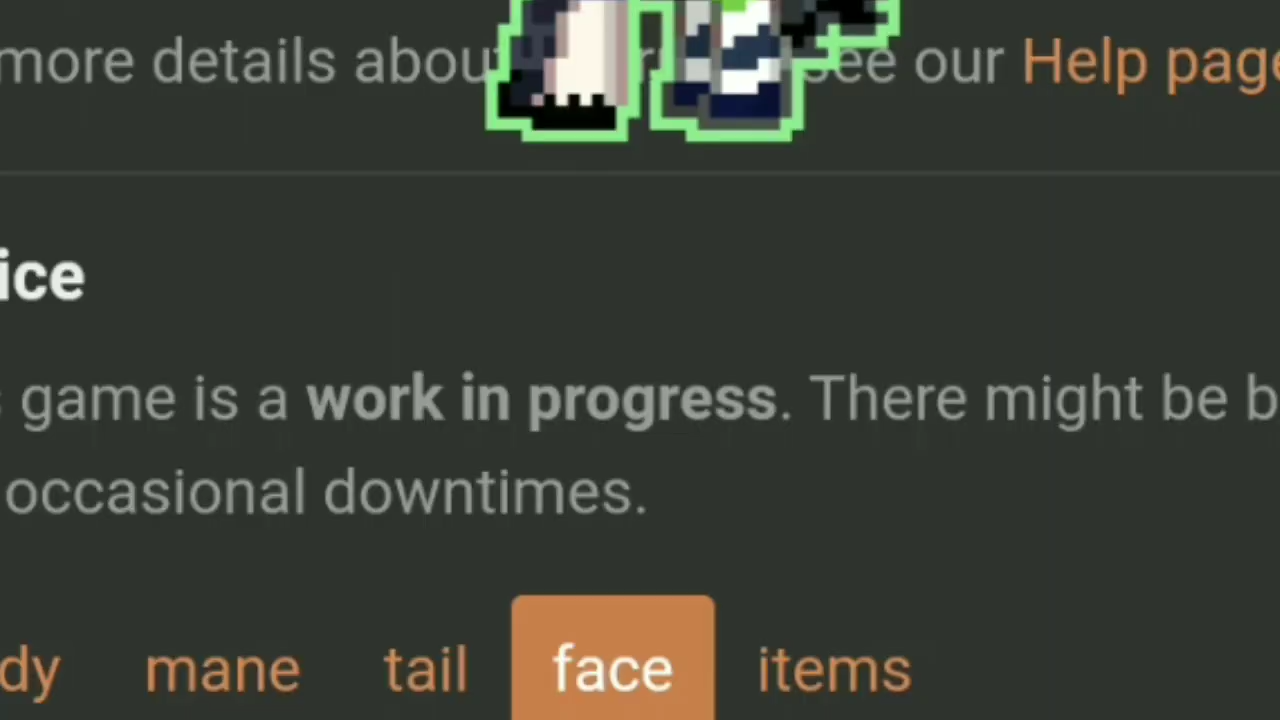 more details abou see our Help page
ice
game is a work in progress. There might be b
occasional downtimes.
dy mane tail face items